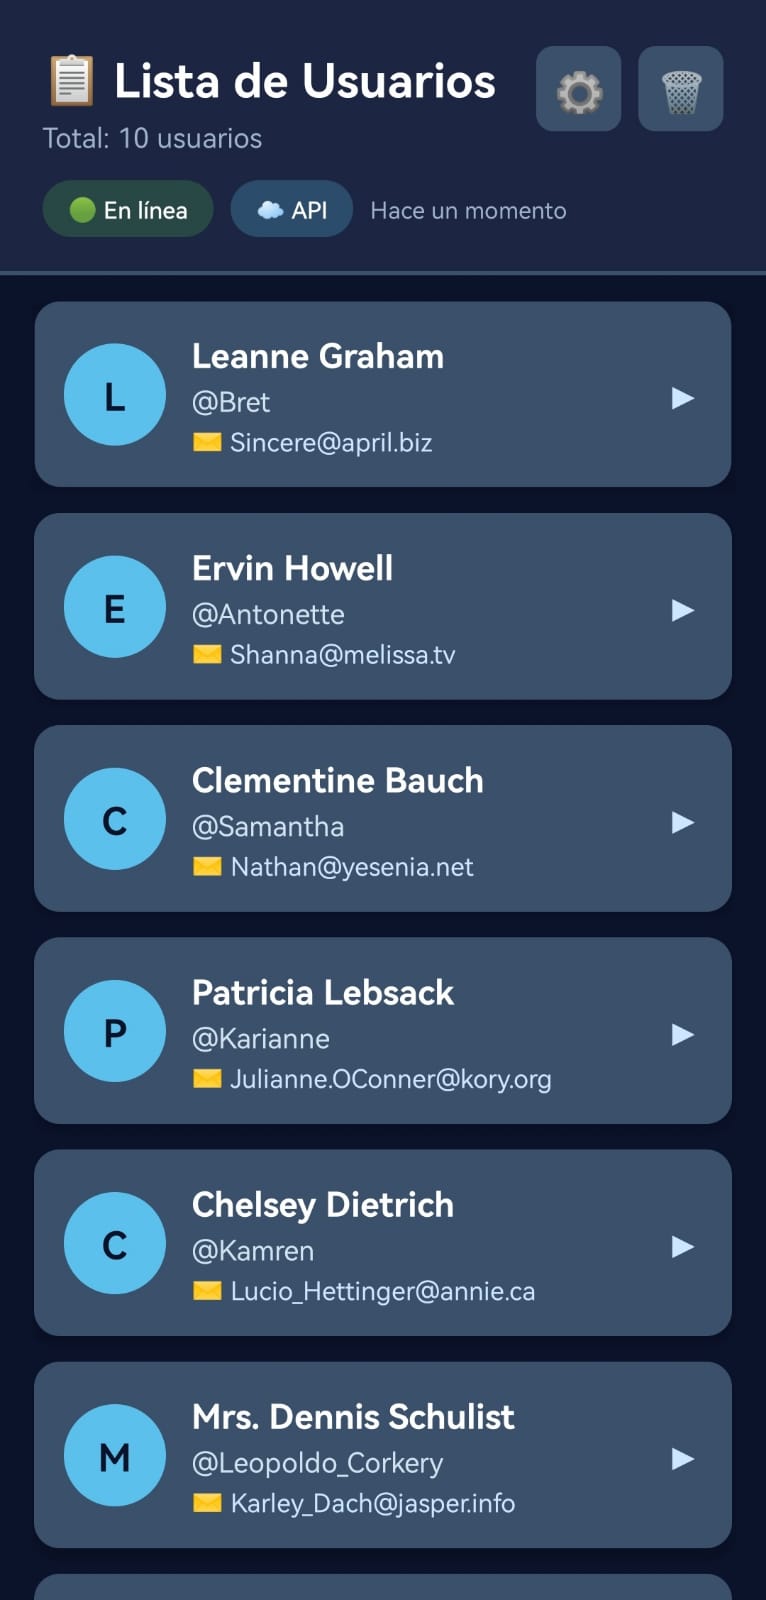 Lista de Usuarios
Total: 10 usuarios
En línea
API
Hace un momento
L
Leanne Graham
@Bret
Sincere@april.biz
E
Ervin Howell
@Antonette
Shanna@melissa.tv
C
Clementine Bauch
@Samantha
Nathan@yesenia.net
P
Patricia Lebsack
@Karianne
Julianne.OConner@kory.org
C
Chelsey Dietrich
@Kamren
Lucio_Hettinger@annie.ca
M
Mrs. Dennis Schulist
@Leopoldo_Corkery
Karley_Dach@jasper.info